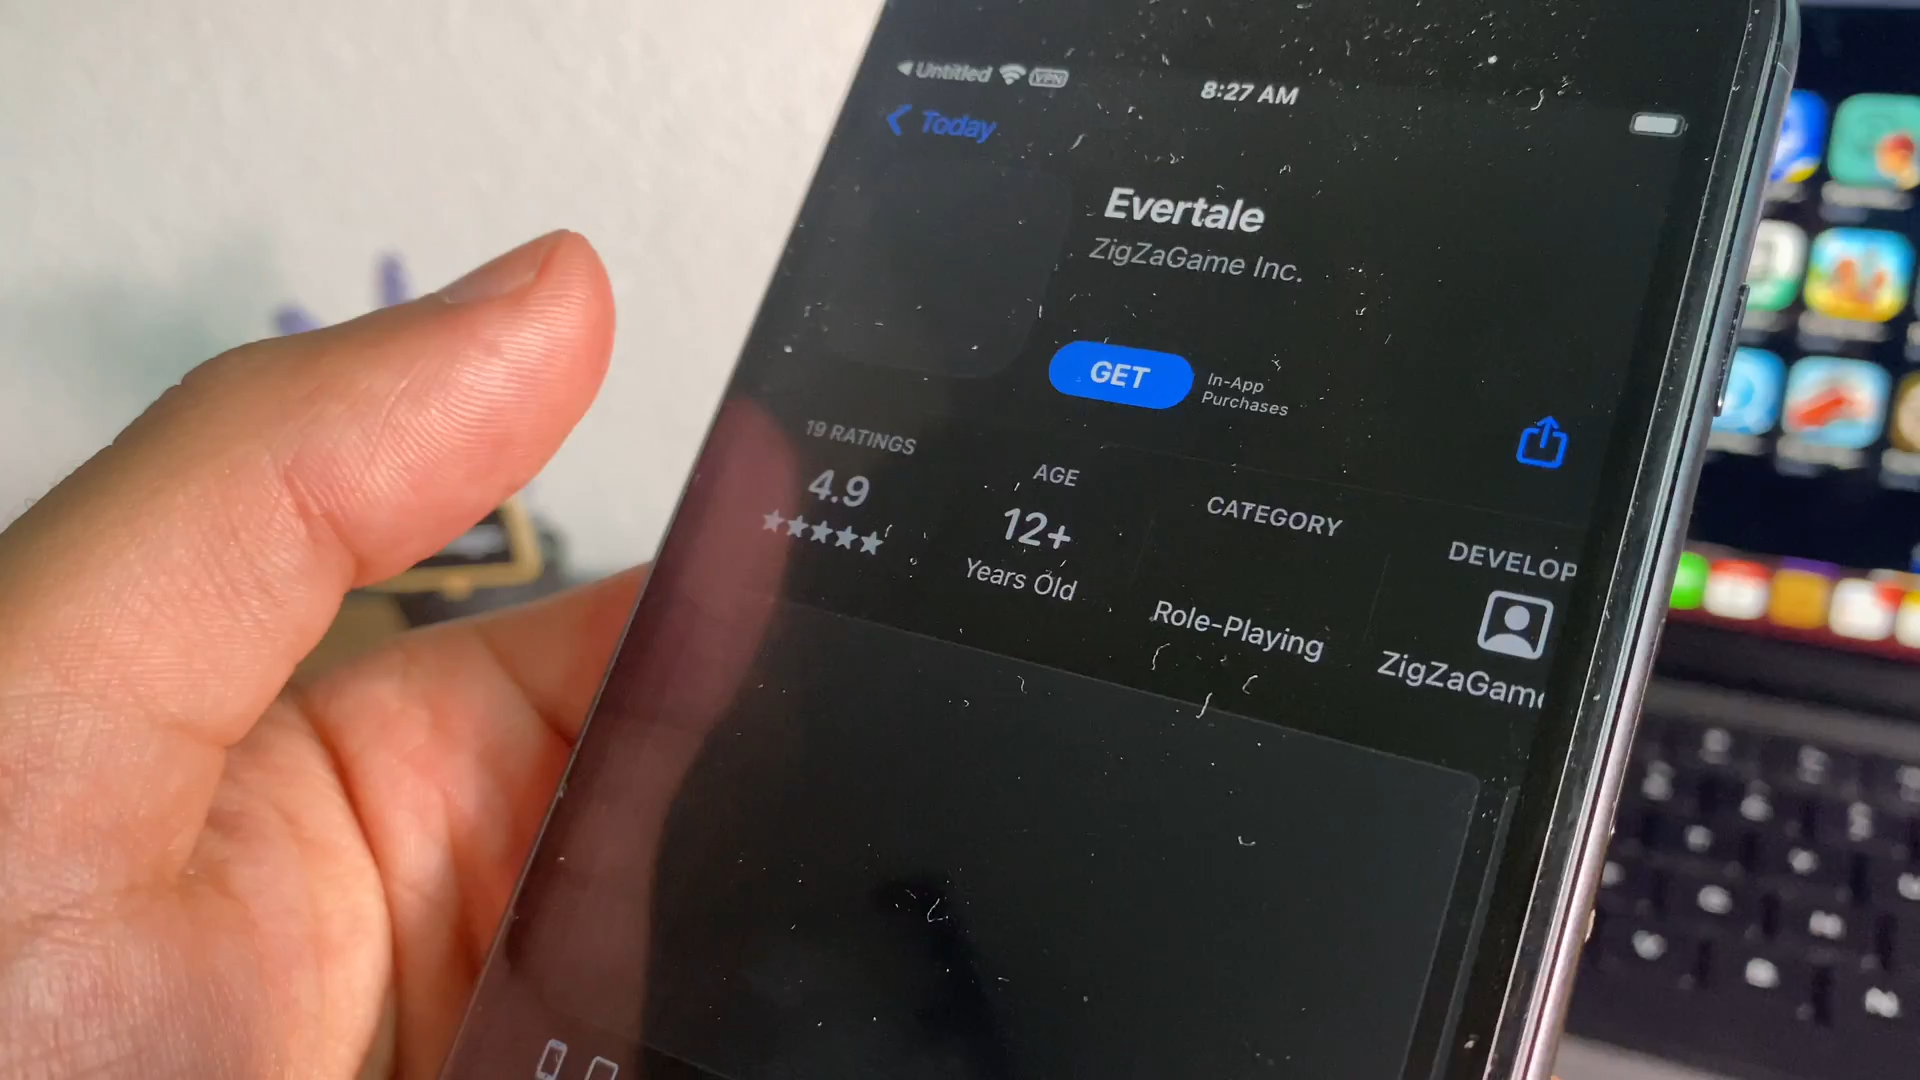 Untitled VPN 8:27 AM
Today
Evertale
ZigZaGame Inc.
GET
In-App
Purchases
19 RATINGS
4.9
AGE
12+
Years Old
CATEGORY
Role-Playing
DEVELOP
ZigZaGam